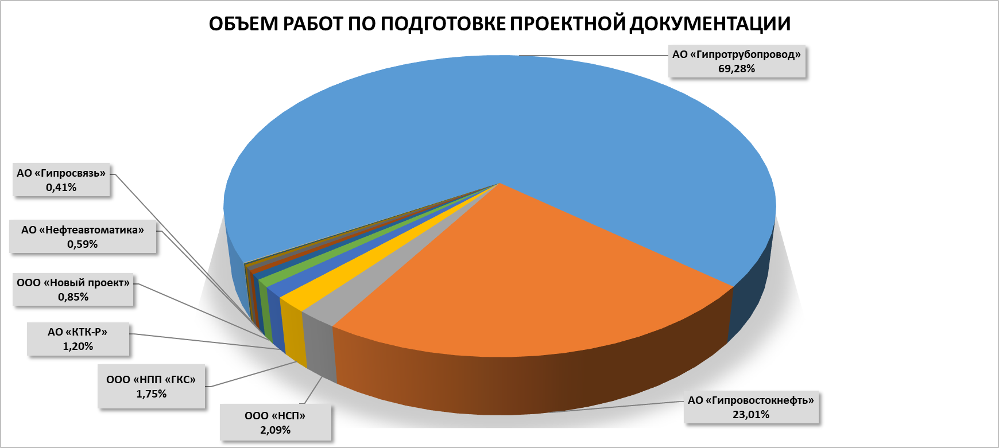 ОБЪЕМ РАБОТ ПО ПОДГОТОВКЕ ПРОЕКТНОЙ ДОКУМЕНТАЦИИ
АО «Гипротрубопровод»
69,28%
АО «Гипросвязь»
0,41%
АО «Нефтеавтоматика»
0,59%
ООО «Новый проект»
0,85%
АО «КТК-Р»
1,20%
ООО «НПП «ГКС»
1,75%
ООО «НСП»
2,09%
АО «Гипровостокнефть»
23,01%